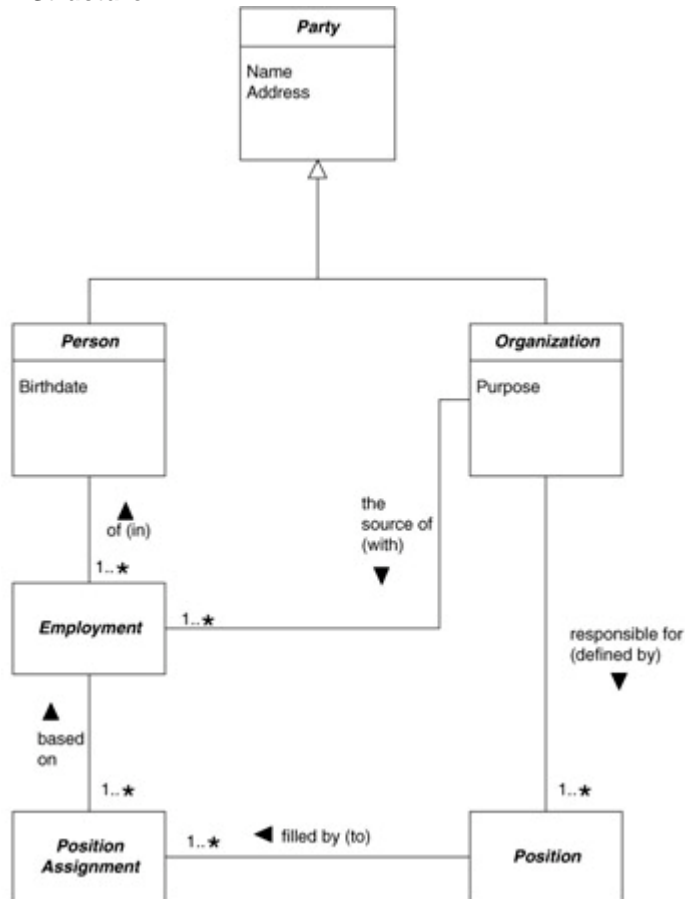 Structure
Party
Name
Address
Person
Birthdate
Organization
Purpose
of (in)
1..*
the
source of
(with)
Employment
1..*
responsible for
(defined by)
based
on
1..*
1..*
Position
Assignment
1..*
filled by (to)
Position